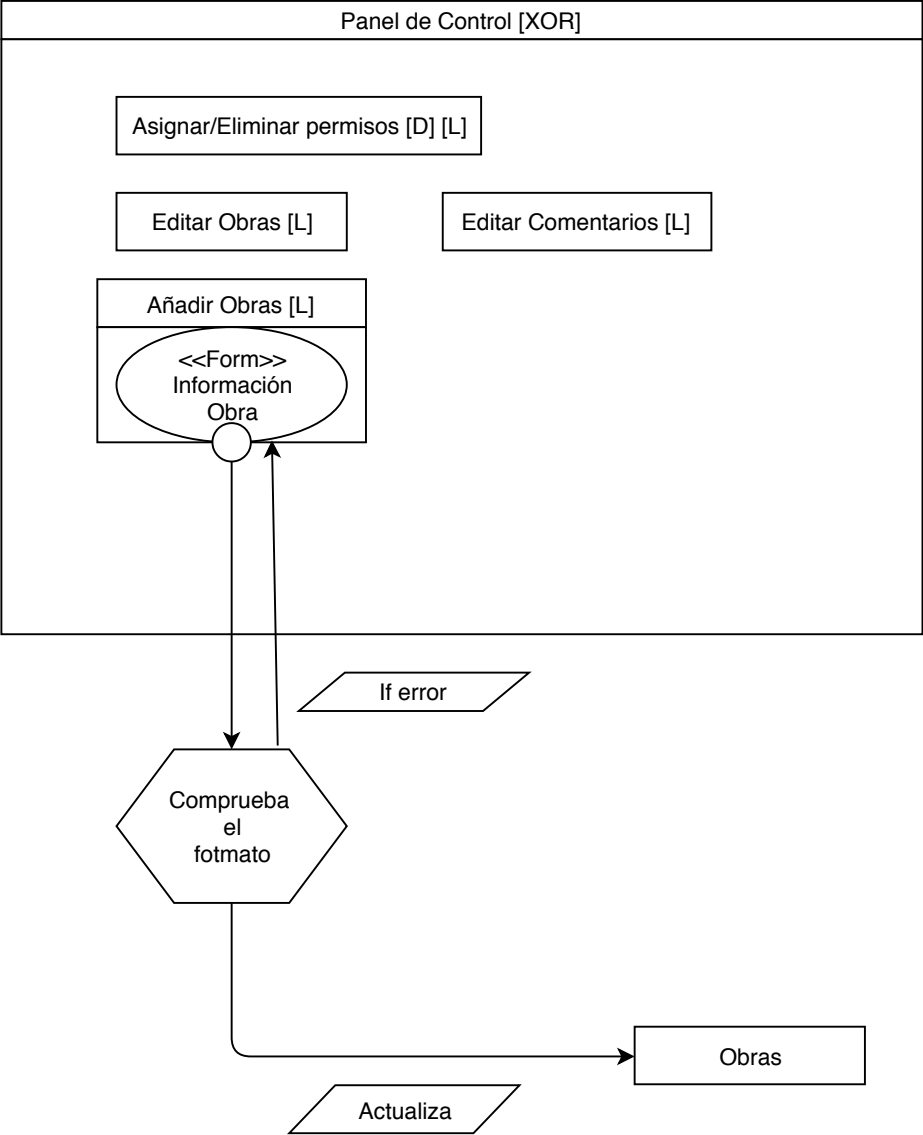 Panel de Control [XOR]
Asignar/Eliminar permisos [D] [L]
Editar Obras [L]
Editar Comentarios [L]
Añadir Obras [L]
<<Form>>
Información
Obra
If error
Comprueba
el
fotmato
Obras
Actualiza